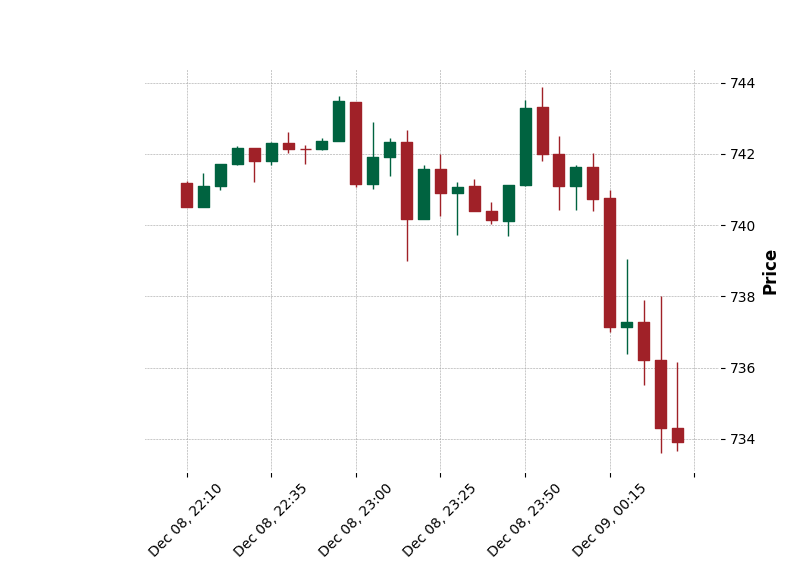 744
742
740
738
736
734
Price
Dec 08, 22:10
Dec 08, 22:35
Dec 08, 23:00
Dec 08, 23:25
Dec 08, 23:50
Dec 09, 00:15